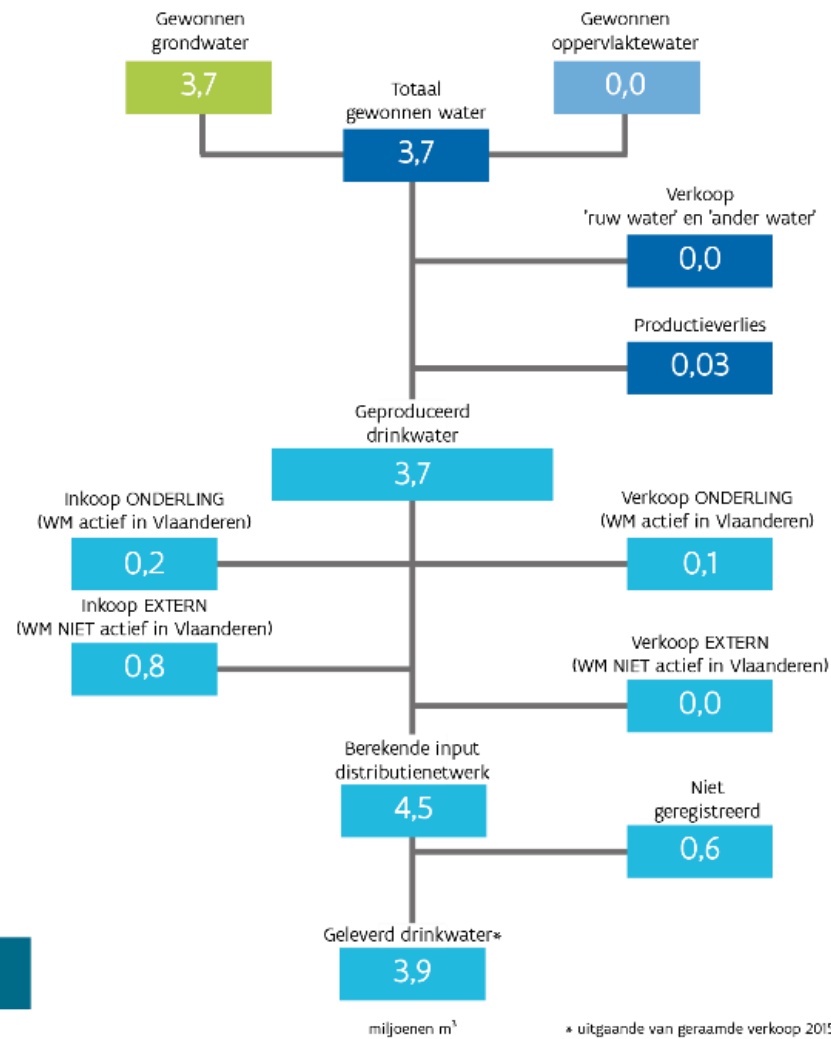 Gewonnen
grondwater
3,7
Gewonnen
oppervlaktewater
0,0
Totaal
gewonnen water
3,7
Verkoop
'ruw water' en 'ander water'
0,0
Productieverlies
0,03
Geproduceerd
drinkwater
3,7
Inkoop ONDERLING
(WM actief in Vlaanderen)
0,2
Verkoop ONDERLING
(WM actief in Vlaanderen)
0,1
Inkoop EXTERN
(WM NIET actief in Vlaanderen)
0,8
Verkoop EXTERN
(WM NIET actief in Vlaanderen)
0,0
Berekende input
distributienetwerk
4,5
Niet
geregistreerd
0,6
Geleverd drinkwater*
3,9
miljoenen m³
* uitgaande van geraamde verkoop 2015